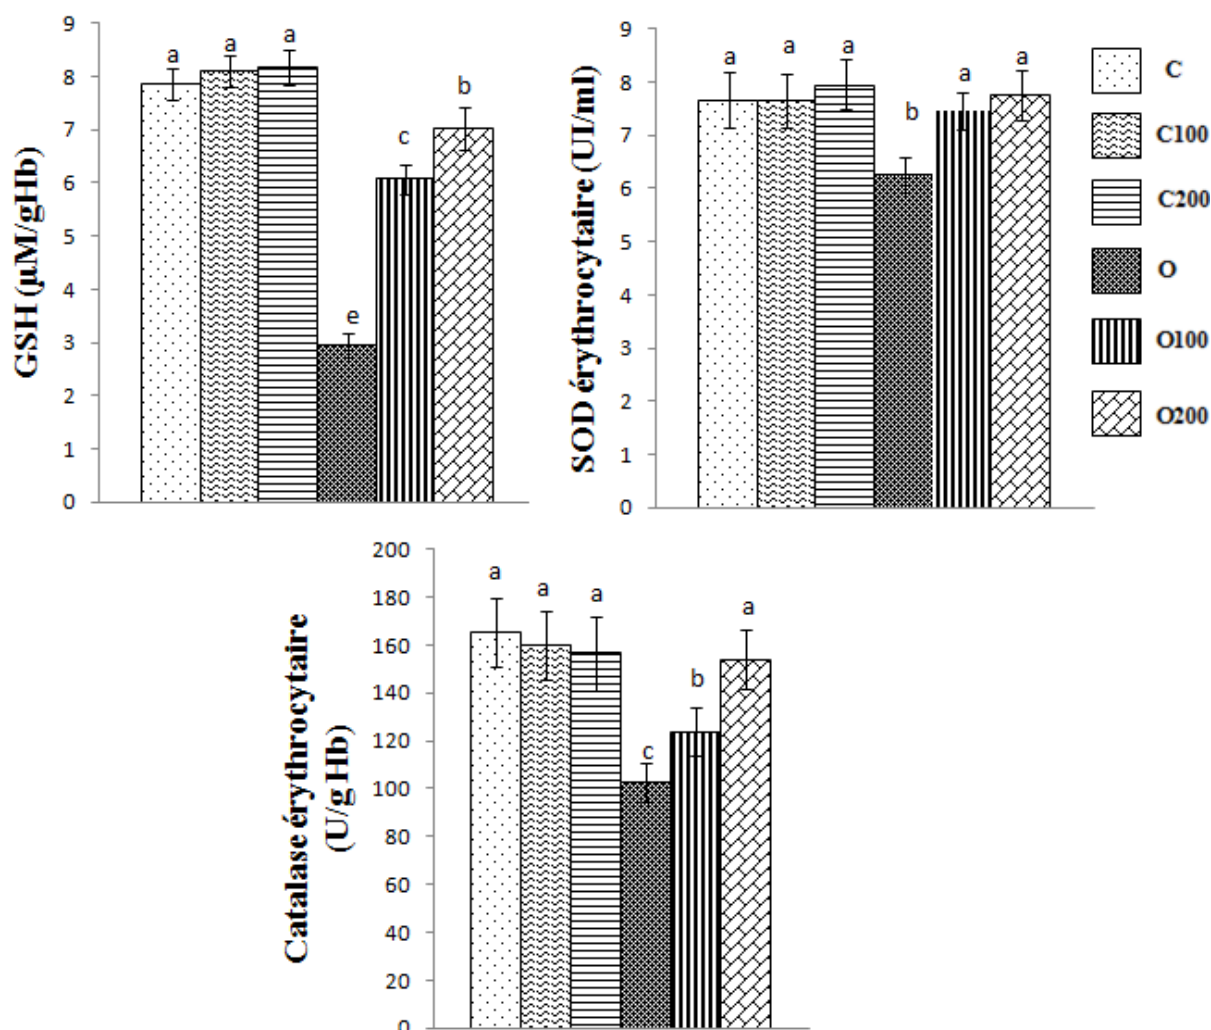 9
8
7
6
5
4
3
2
1
0
GSH (µM/gHb)
a
a
a
e
c
b
9
8
7
6
5
4
3
2
1
0
SOD érythrocytaire (UI/ml)
a
a
a
b
a
a
C
C100
C200
O
O100
O200
200
180
160
140
120
100
80
60
40
20
0
Catalase érythrocytaire
(U/g Hb)
a
a
a
c
b
a